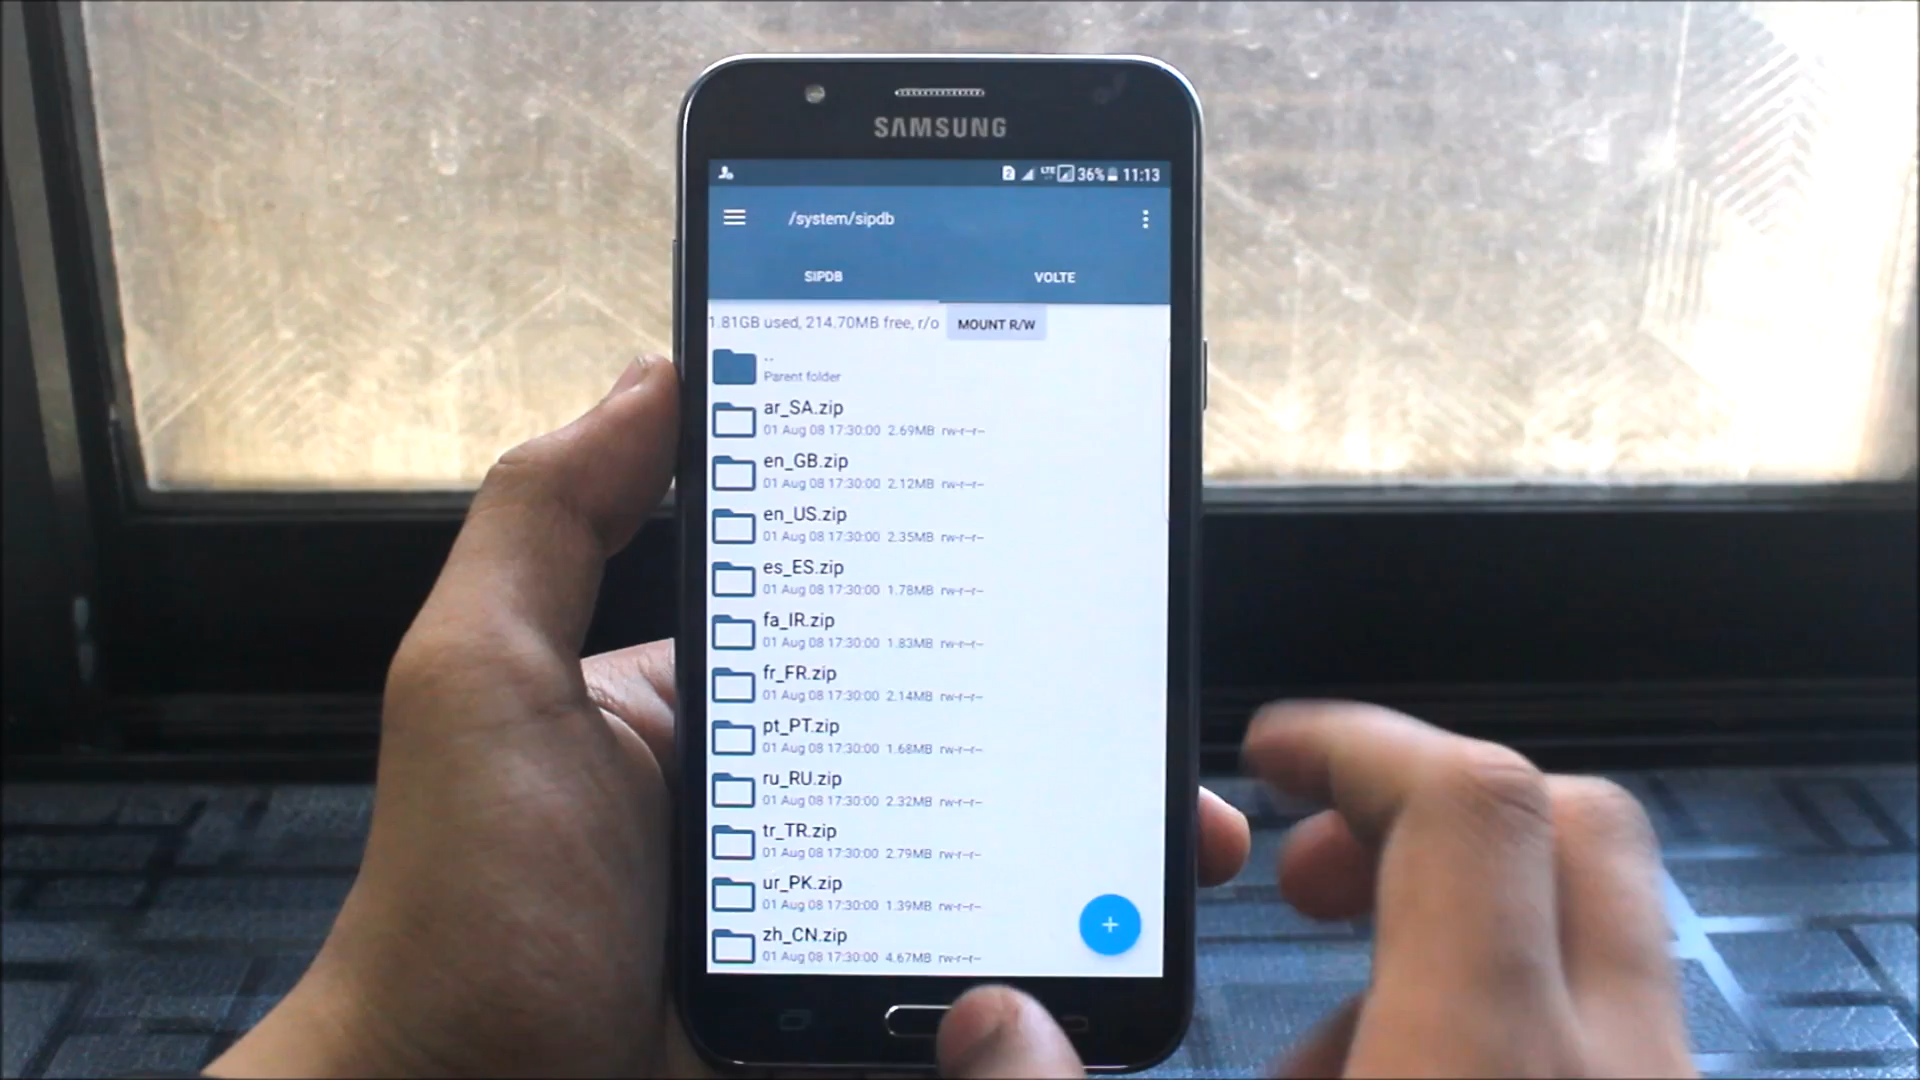 SAMSUNG
2 LTE 36% 11:13
/system/sipdb
SIPDB VOLTE
1.81GB used, 214.70MB free, r/o MOUNT R/W
..
Parent folder
ar_SA.zip
01 Aug 08 17:30:00 2.69MB rw-r--r--
en_GB.zip
01 Aug 08 17:30:00 2.12MB rw-r--r--
en_US.zip
01 Aug 08 17:30:00 2.35MB rw-r--r--
es_ES.zip
01 Aug 08 17:30:00 1.78MB rw-r--r--
fa_IR.zip
01 Aug 08 17:30:00 1.83MB rw-r--r--
fr_FR.zip
01 Aug 08 17:30:00 2.14MB rw-r--r--
pt_PT.zip
01 Aug 08 17:30:00 1.68MB rw-r--r--
ru_RU.zip
01 Aug 08 17:30:00 2.32MB rw-r--r--
tr_TR.zip
01 Aug 08 17:30:00 2.79MB rw-r--r--
ur_PK.zip
01 Aug 08 17:30:00 1.39MB rw-r--r--
zh_CN.zip
01 Aug 08 17:30:00 4.67MB rw-r--r--